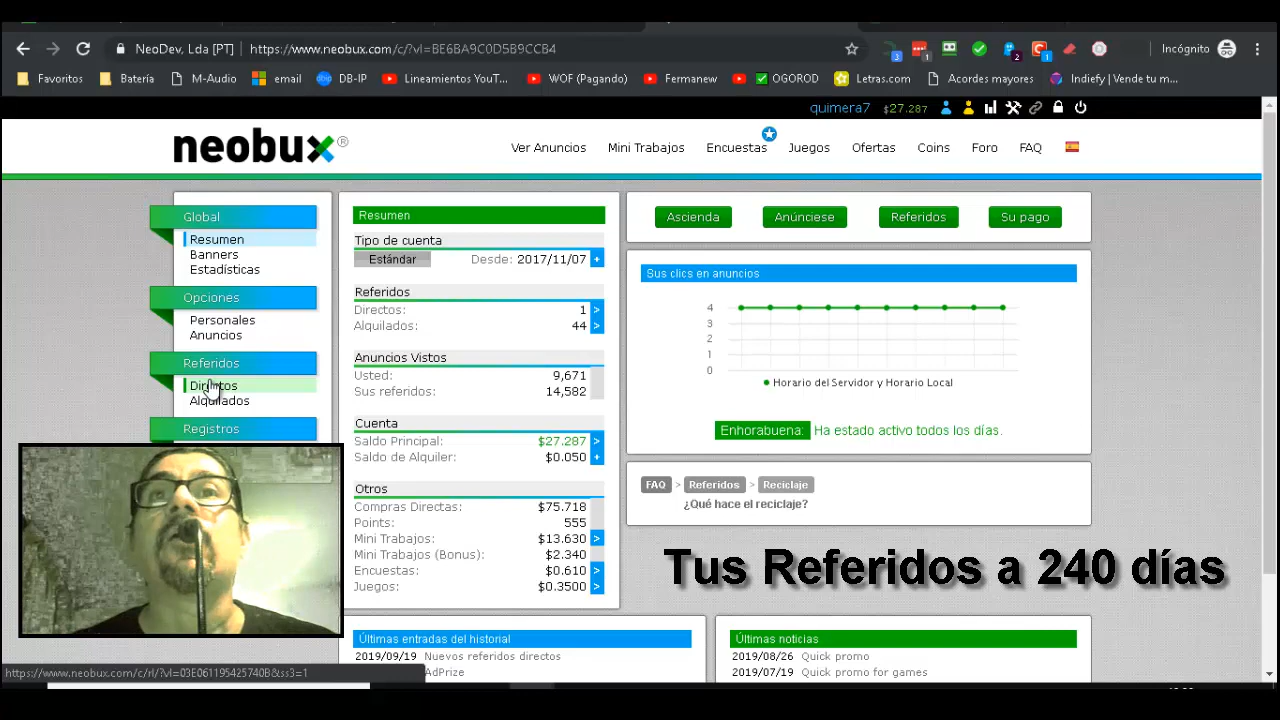 NeoDev, Lda [PT]
https://www.neobux.com/c/?vl=BE6BA9C0D5B9CCB4
3
1
2
1
Incógnito
Favoritos
Batería
M-Audio
email
DB-IP
Lineamientos YouT...
WOF (Pagando)
Fermanew
OGOROD
Letras.com
Acordes mayores
Indiefy | Vende tu m...
quimera7 $27.287
neobux®
Ver Anuncios
Mini Trabajos
Encuestas
Juegos
Ofertas
Coins
Foro
FAQ
Global
Resumen
Banners
Estadísticas
Opciones
Personales
Anuncios
Referidos
Directos
Alquilados
Registros
Resumen
Tipo de cuenta
Estándar Desde: 2017/11/07 +
Referidos
Directos: 1 >
Alquilados: 44 >
Anuncios Vistos
Usted: 9,671
Sus referidos: 14,582
Cuenta
Saldo Principal: $27.287 >
Saldo de Alquiler: $0.050 +
Otros
Compras Directas: $75.718
Points: 555
Mini Trabajos: $13.630 >
Mini Trabajos (Bonus): $2.340
Encuestas: $0.610 >
Juegos: $0.3500 >
Ascienda
Anúnciese
Referidos
Su pago
Sus clics en anuncios
4
3
2
1
0
Horario del Servidor y Horario Local
Enhorabuena: Ha estado activo todos los días.
FAQ > Referidos > Reciclaje
¿Qué hace el reciclaje?
Tus Referidos a 240 días
Últimas entradas del historial
2019/09/19 Nuevos referidos directos
AdPrize
Últimas noticias
2019/08/26 Quick promo
2019/07/19 Quick promo for games
https://www.neobux.com/c/rl/?vl=03E061195425740B&ss3=1